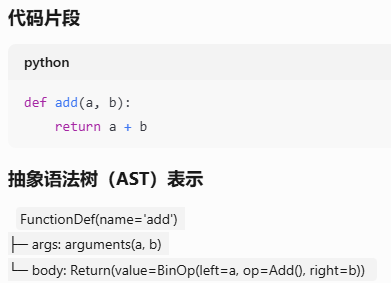 代码片段
python
def add(a, b):
    return a + b
抽象语法树（AST）表示
FunctionDef(name='add')
├─ args: arguments(a, b)
└─ body: Return(value=BinOp(left=a, op=Add(), right=b))